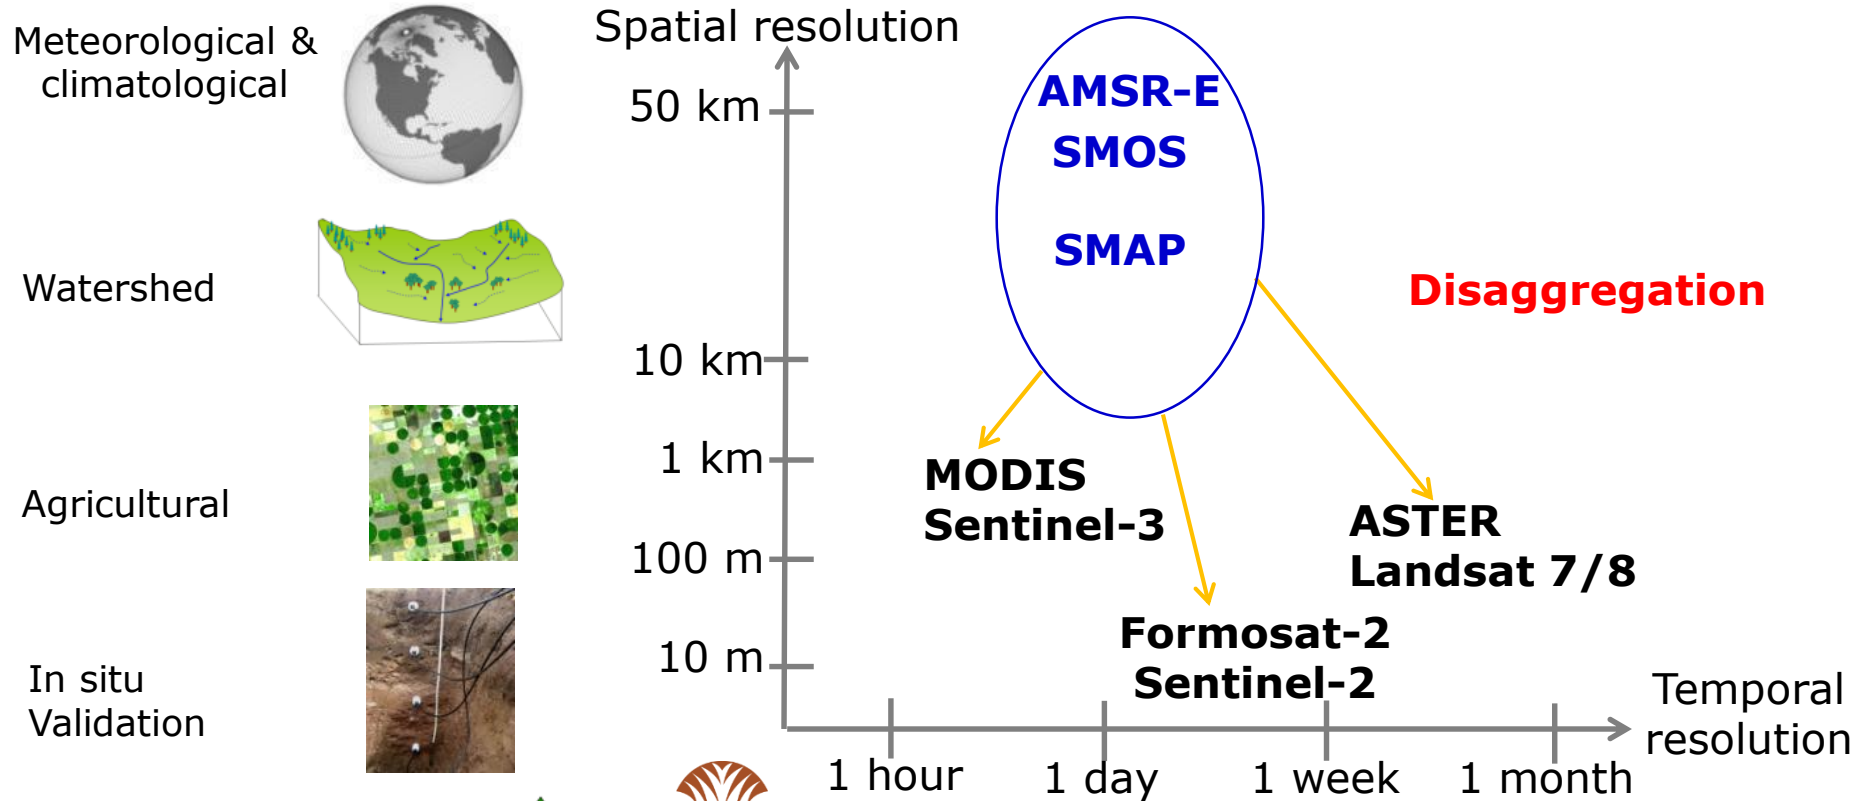 Meteorological &
climatological
Watershed
Agricultural
In situ
Validation
Spatial resolution
50 km
10 km
1 km
100 m
10 m
AMSR-E
SMOS
SMAP
Disaggregation
MODIS
Sentinel-3
ASTER
Landsat 7/8
Formosat-2
Sentinel-2
Temporal
resolution
1 hour
1 day
1 week
1 month